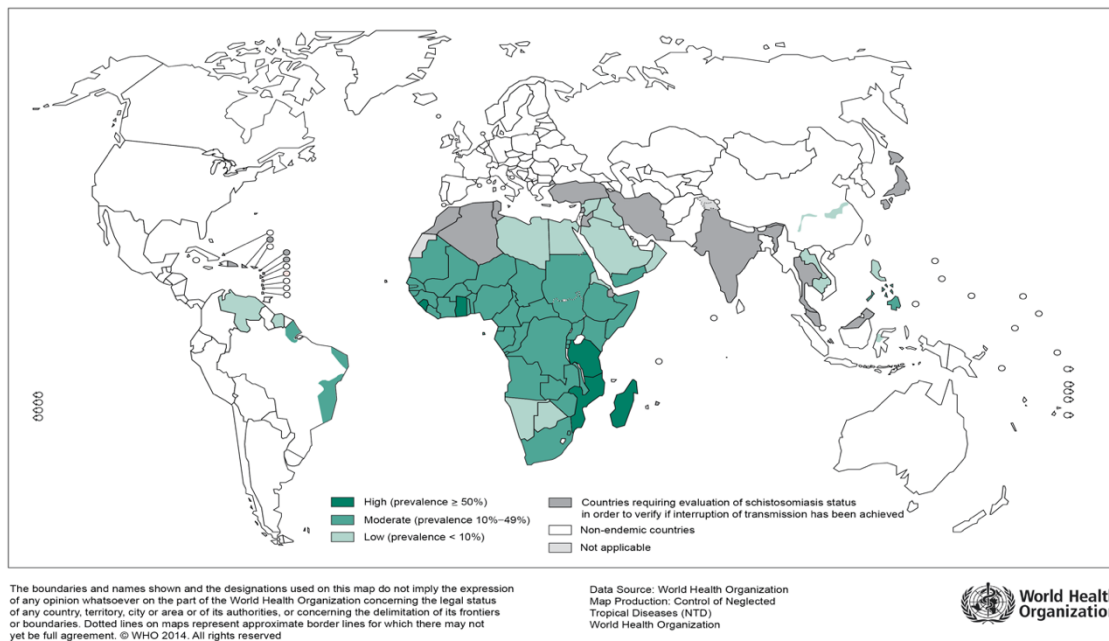 High (prevalence ≥ 50%)
Moderate (prevalence 10%–49%)
Low (prevalence < 10%)
Countries requiring evaluation of schistosomiasis status
in order to verify if interruption of transmission has been achieved
Non-endemic countries
Not applicable
The boundaries and names shown and the designations used on this map do not imply the expression
of any opinion whatsoever on the part of the World Health Organization concerning the legal status
of any country, territory, city or area or of its authorities, or concerning the delimitation of its frontiers
or boundaries. Dotted lines on maps represent approximate border lines for which there may not
yet be full agreement. © WHO 2014. All rights reserved
Data Source: World Health Organization
Map Production: Control of Neglected
Tropical Diseases (NTD)
World Health Organization
World Health
Organization